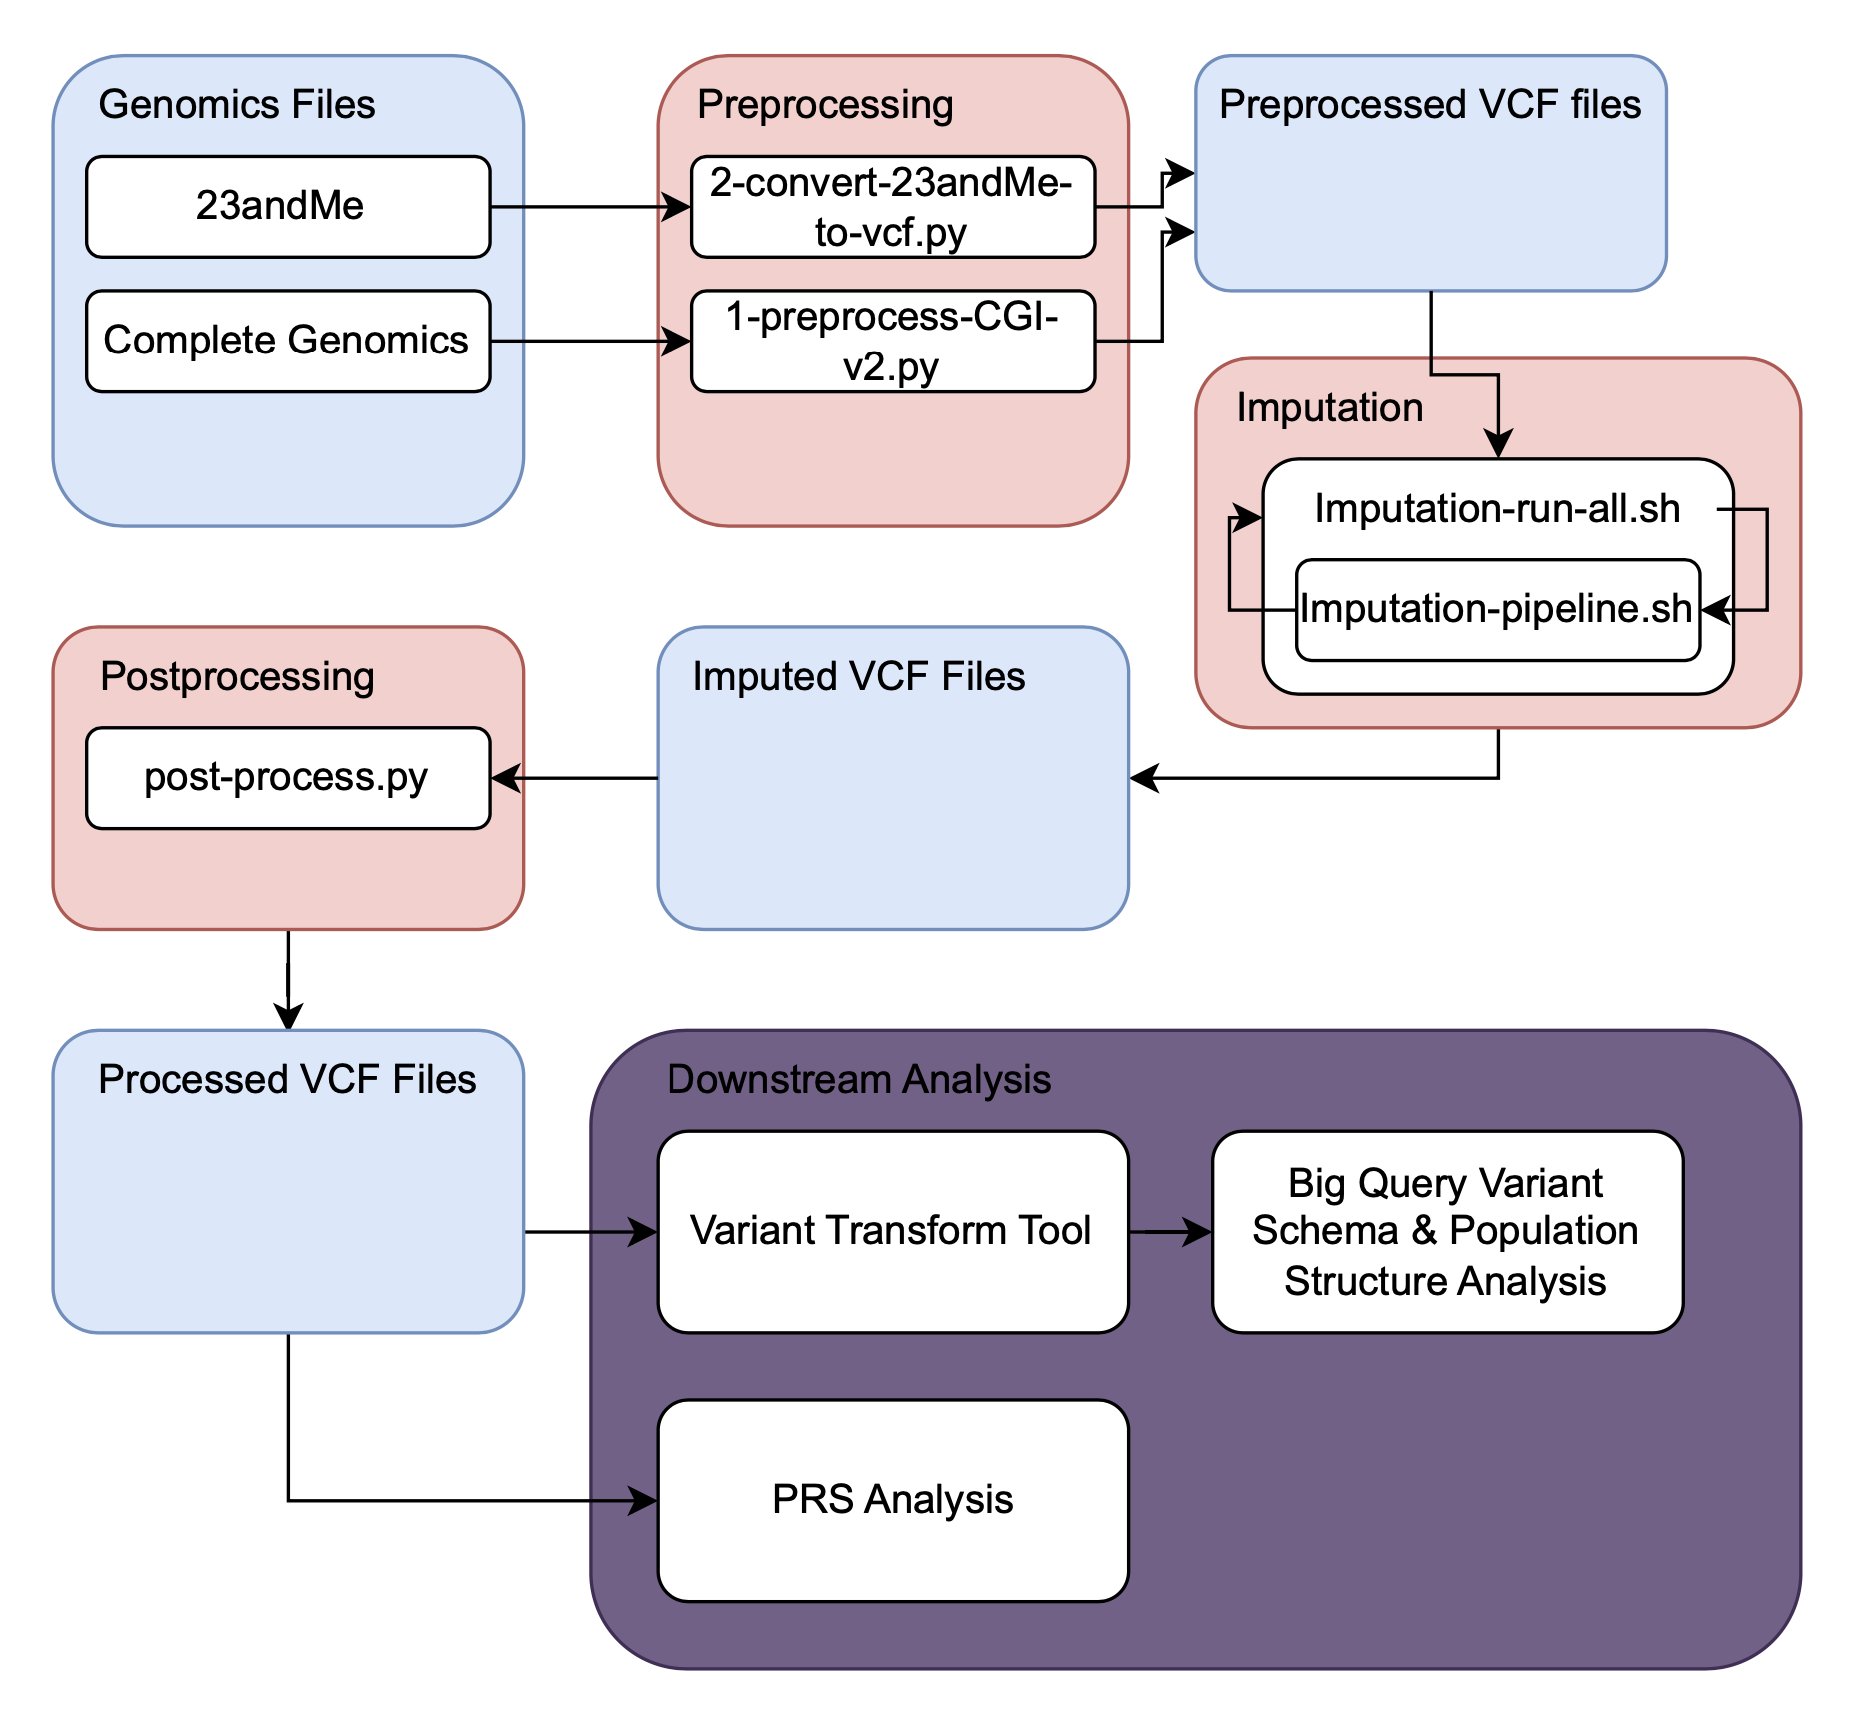 Genomics Files
23andMe
Complete Genomics
Preprocessing
2-convert-23andMe-
to-vcf.py
1-preprocess-CGI-
v2.py
Preprocessed VCF files
Imputation
Imputation-run-all.sh
Imputation-pipeline.sh
Postprocessing
post-process.py
Imputed VCF Files
Processed VCF Files
Downstream Analysis
Variant Transform Tool
Big Query Variant
Schema & Population
Structure Analysis
PRS Analysis